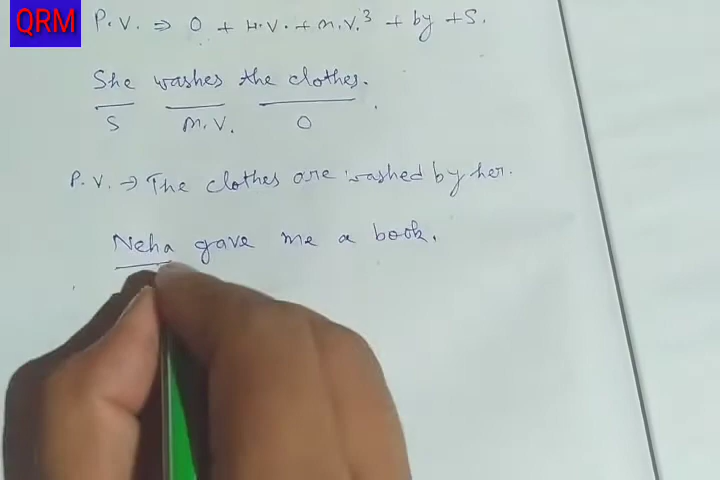 QRM
P.V. ⇒ O + H.V. + M.V.³ + by + S.
She washes the clothes.
S M.V. O
P.V. → The clothes are washed by her.
Neha gave me a book.